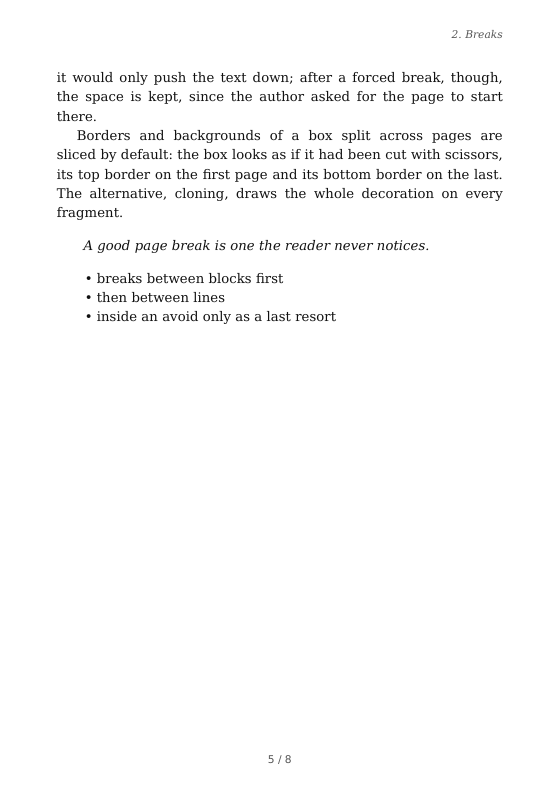 2. Breaks
it would only push the text down; after a forced break, though,
the space is kept, since the author asked for the page to start
there.
Borders and backgrounds of a box split across pages are
sliced by default: the box looks as if it had been cut with scissors,
its top border on the first page and its bottom border on the last.
The alternative, cloning, draws the whole decoration on every
fragment.
A good page break is one the reader never notices.
• breaks between blocks first
• then between lines
• inside an avoid only as a last resort
5 / 8